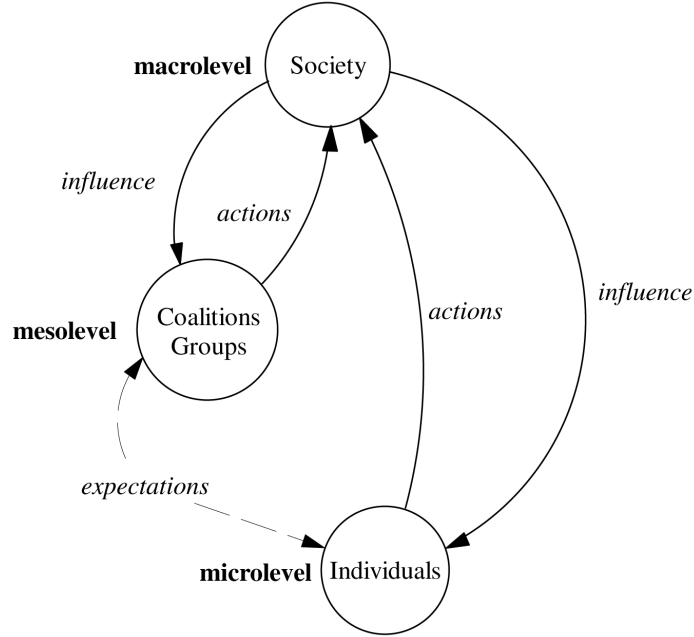 macrolevel
Society
influence
actions
influence
actions
mesolevel
Coalitions
Groups
expectations
microlevel
Individuals